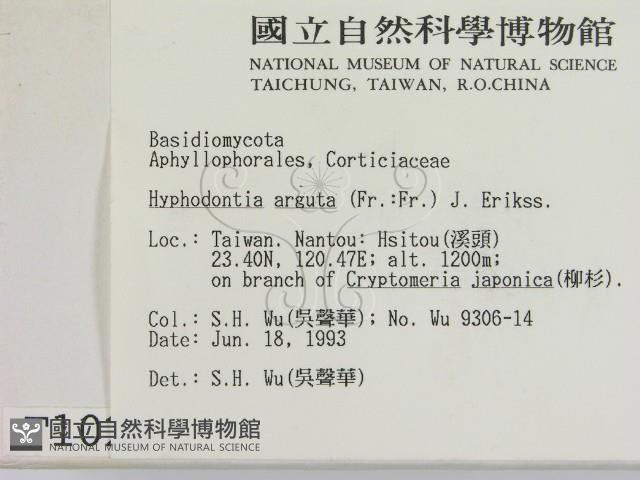 國立自然科學博物館
NATIONAL MUSEUM OF NATURAL SCIENCE
TAICHUNG, TAIWAN, R.O.CHINA
Basidiomycota
Aphyllophorales, Corticiaceae
Hyphodontia arguta (Fr.:Fr.) J. Erikss.
Loc.: Taiwan. Nantou: Hsitou(溪頭)
23.40N, 120.47E; alt. 1200m;
on branch of Cryptomeria japonica(柳杉).
Col.: S.H. Wu(吳聲華); No. Wu 9306-14
Date: Jun. 18, 1993
Det.: S.H. Wu(吳聲華)
國立自然科學博物館
NATIONAL MUSEUM OF NATURAL SCIENCE